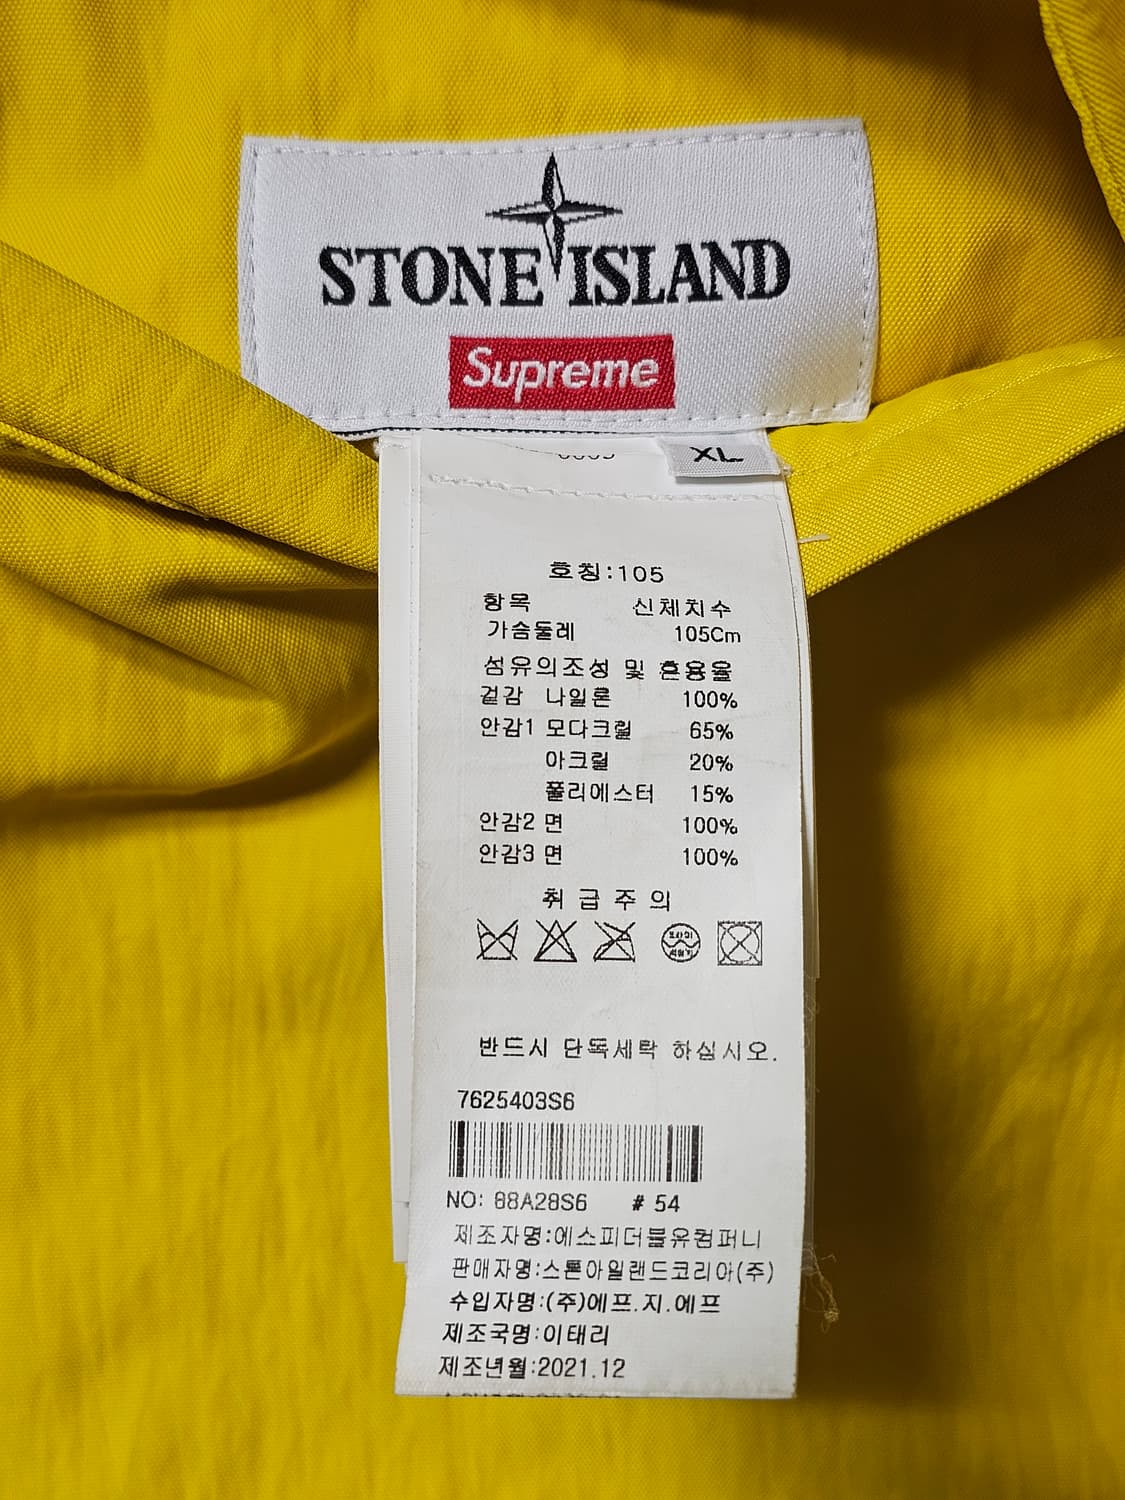 STONE ISLAND
Supreme
XL
호칭:105
항목 신체치수
가슴둘레 105Cm
섬유의조성 및 혼용율
겉감 나일론 100%
안감1 모다크릴 65%
아크릴 20%
폴리에스터 15%
안감2 면 100%
안감3 면 100%
취급주의
반드시 단독세탁 하십시오.
7625403S6
NO: 88A28S6 # 54
제조자명:에스피더블유컴퍼니
판매자명:스톤아일랜드코리아(주)
수입자명:(주)에프.지.에프
제조국명:이태리
제조년월:2021.12